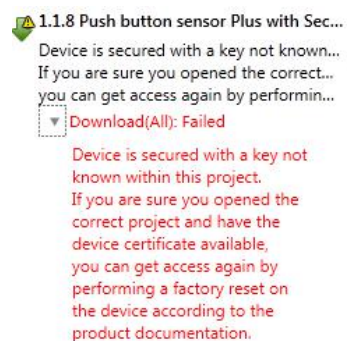 1.1.8 Push button sensor Plus with Sec...
Device is secured with a key not known...
If you are sure you opened the correct...
you can get access again by performin...
Download(All): Failed
Device is secured with a key not
known within this project.
If you are sure you opened the
correct project and have the
device certificate available,
you can get access again by
performing a factory reset on
the device according to the
product documentation.